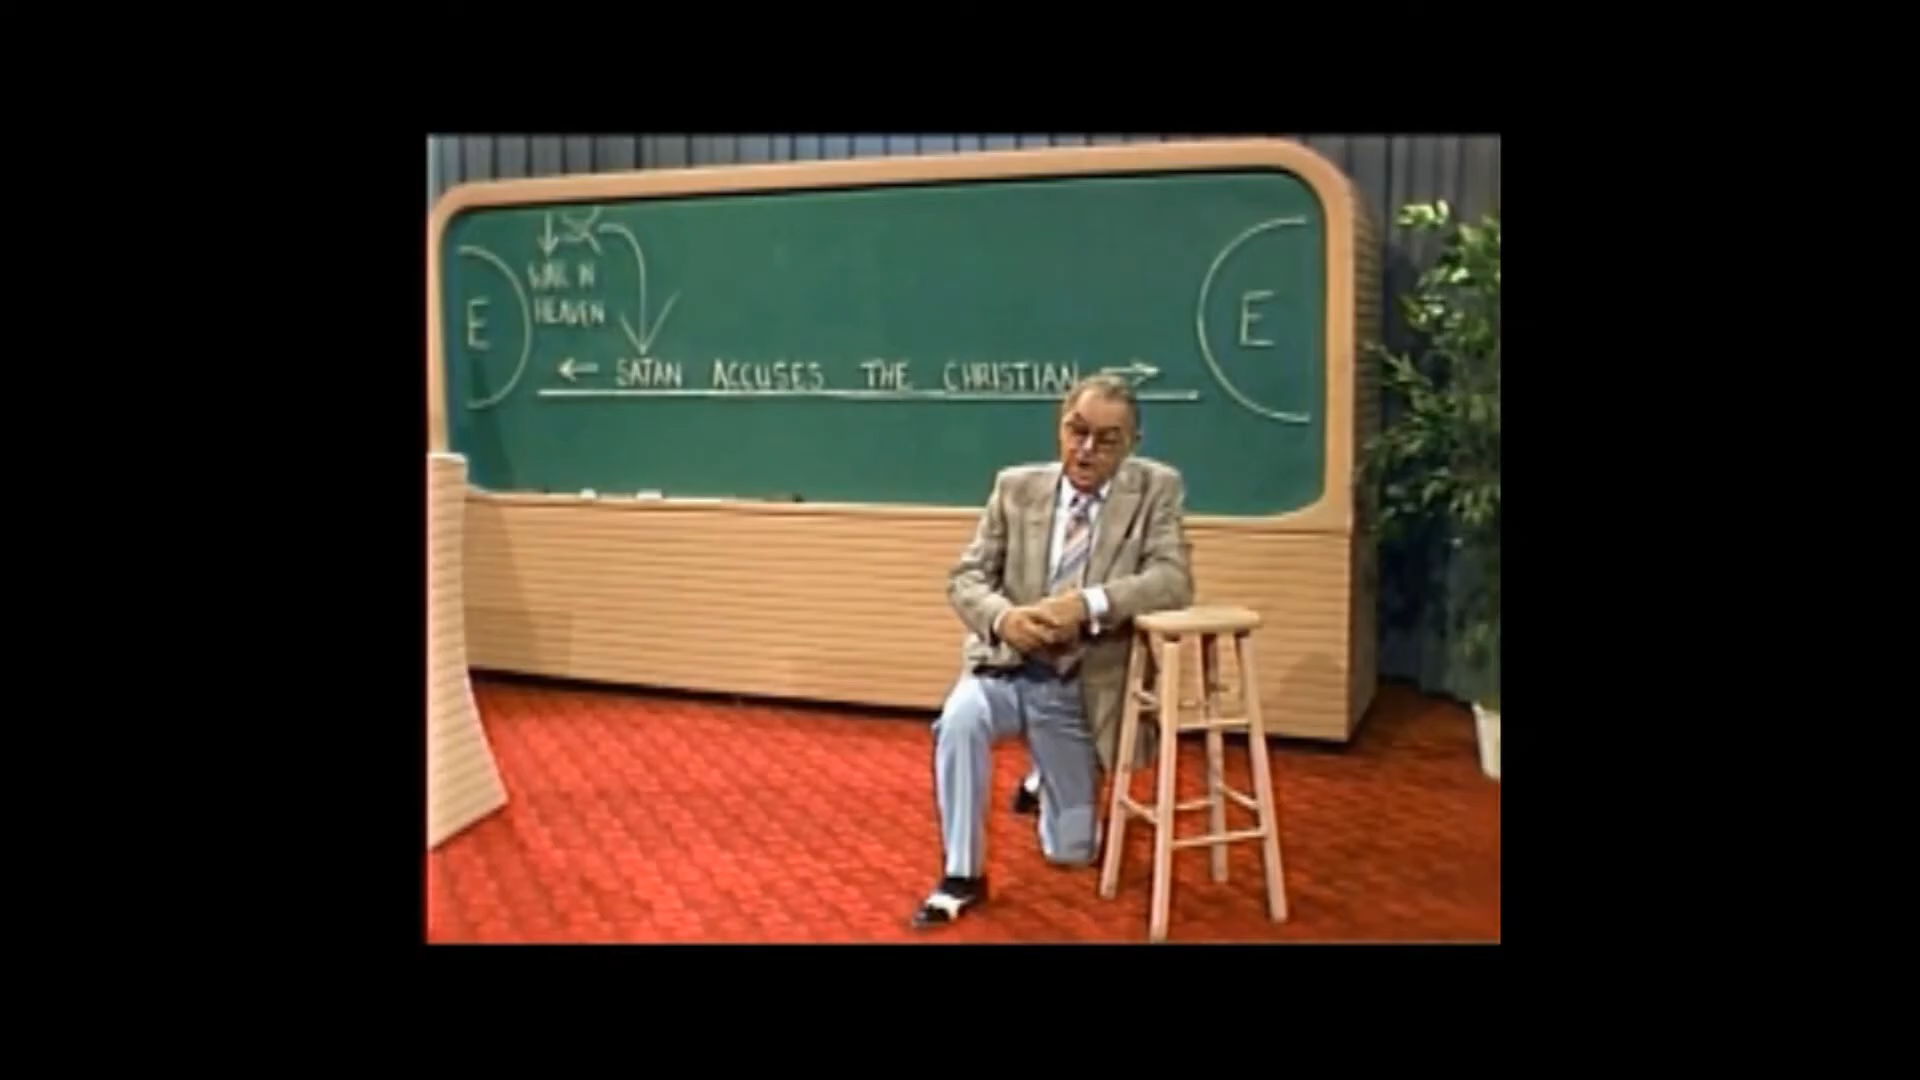 WAR IN
HEAVEN
E
E
← SATAN ACCUSES THE CHRISTIAN →